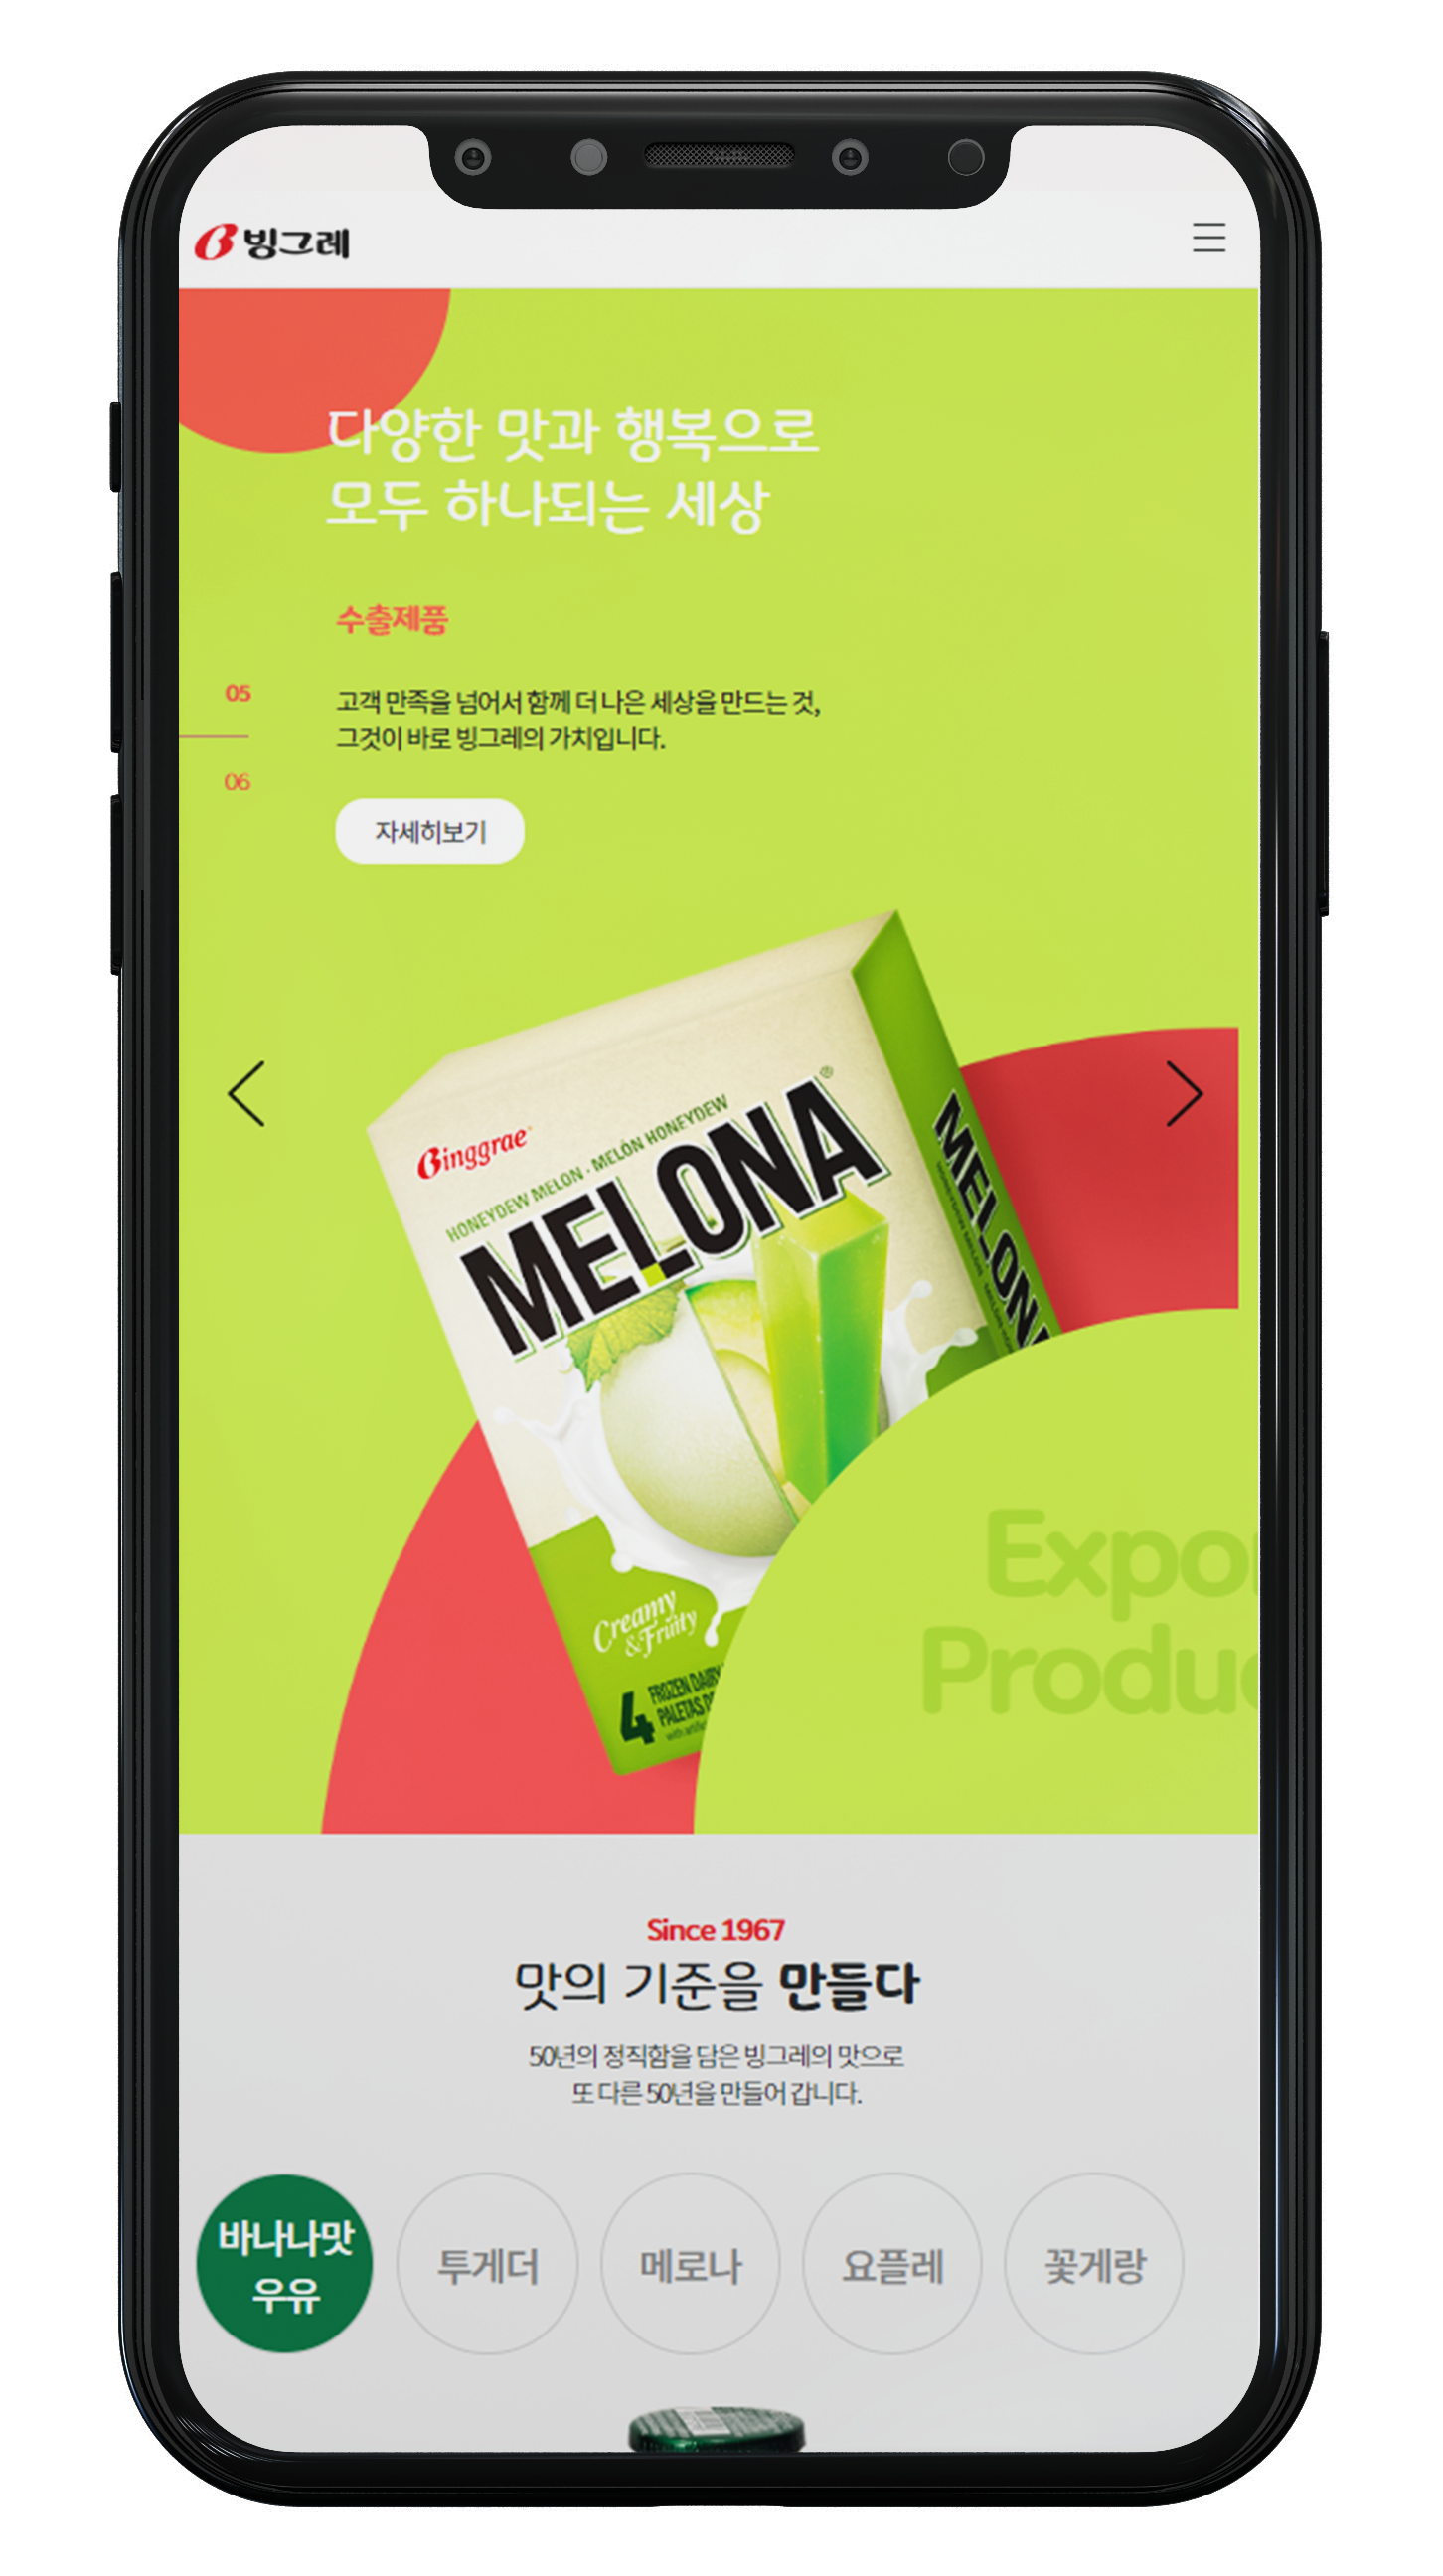 빙그레
다양한 맛과 행복으로
모두 하나되는 세상
수출제품
05
고객 만족을 넘어서 함께 더 나은 세상을 만드는 것,
그것이 바로 빙그레의 가치입니다.
06
자세히보기
Binggrae
HONEYDEW MELON . MELÓN HONEYDEW
MELONA®
MELONA
Creamy
&Fruity
4 FROZEN DAIRY
PALETAS
Expor
Produc
Since 1967
맛의 기준을 만들다
50년의 정직함을 담은 빙그레의 맛으로
또 다른 50년을 만들어 갑니다.
바나나맛
우유
투게더
메로나
요플레
꽃게랑